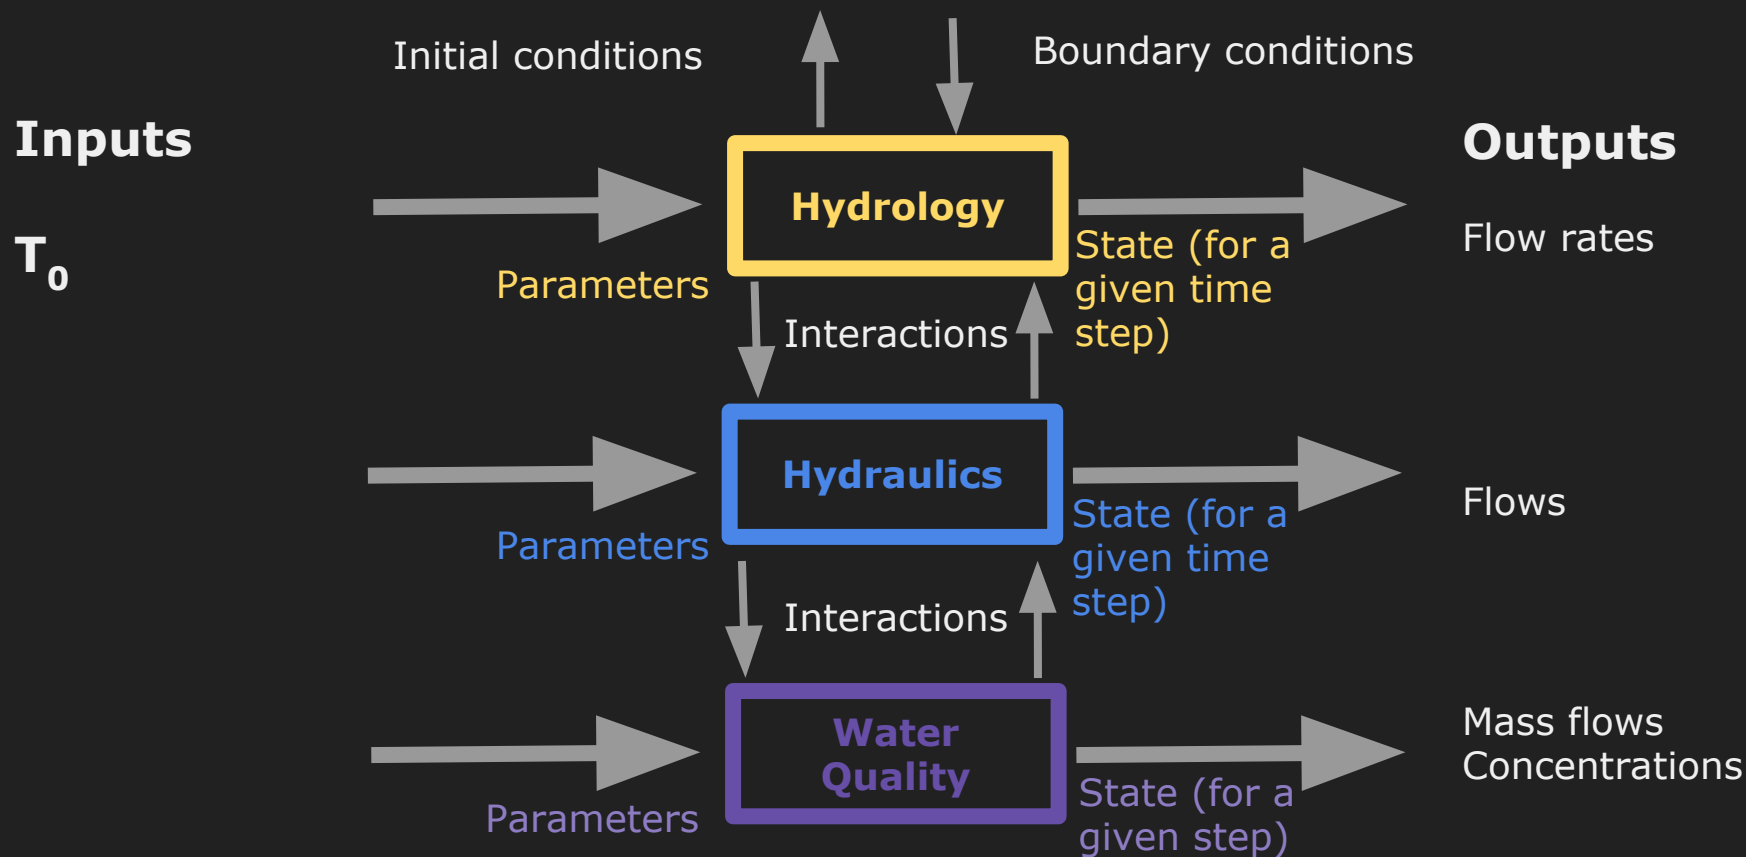 Initial conditions
Boundary conditions
Inputs
Outputs
T0
Hydrology
Flow rates
Parameters
State (for a
given time
step)
Interactions
Hydraulics
Flows
Parameters
State (for a
given time
step)
Interactions
Water
Quality
Mass flows
Concentrations
Parameters
State (for a
given step)